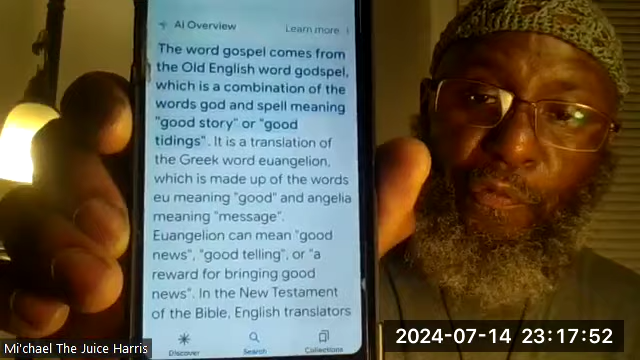 AI Overview
Learn more
The word gospel comes from
the Old English word godspel,
which is a combination of the
words god and spell meaning
"good story" or "good
tidings". It is a translation of
the Greek word euangelion,
which is made up of the words
eu meaning "good" and angelia
meaning "message".
Euangelion can mean "good
news", "good telling", or "a
reward for bringing good
news". In the New Testament
of the Bible, English translators
Discover
Search
Collections
Mi'chael The Juice Harris
2024-07-14 23:17:52